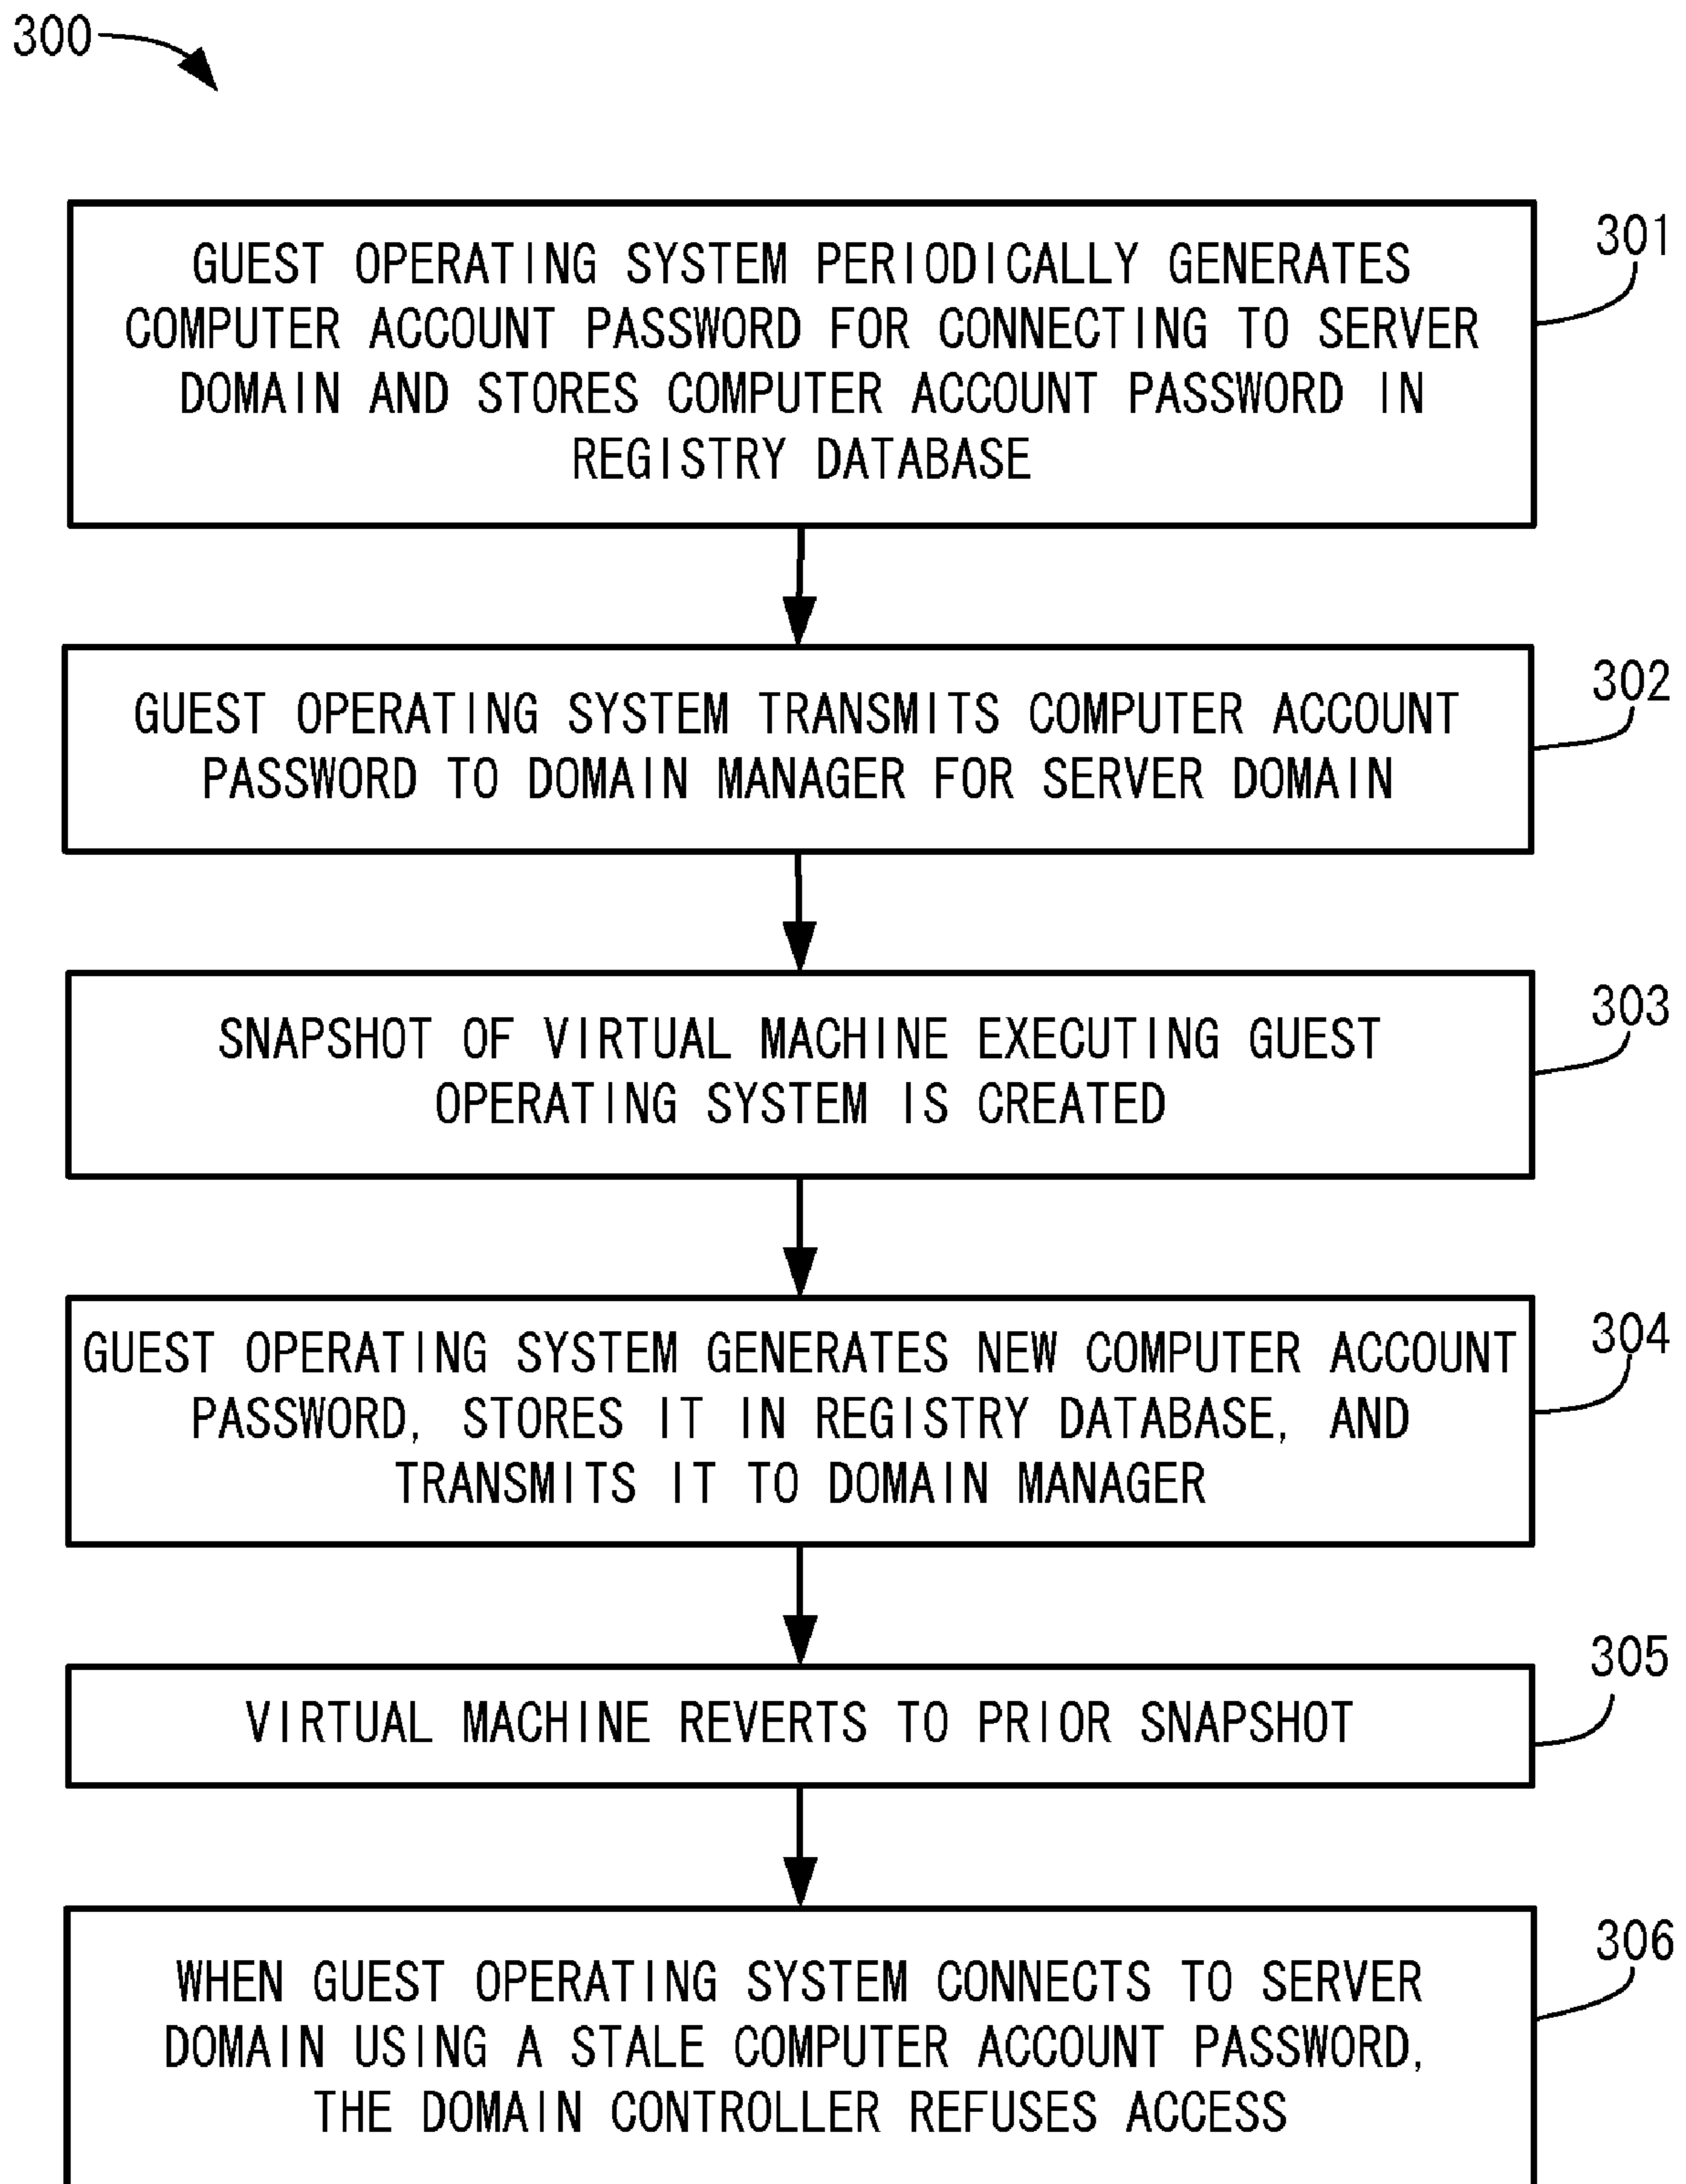 300
301
GUEST OPERATING SYSTEM PERIODICALLY GENERATES
COMPUTER ACCOUNT PASSWORD FOR CONNECTING TO SERVER
DOMAIN AND STORES COMPUTER ACCOUNT PASSWORD IN
REGISTRY DATABASE
302
GUEST OPERATING SYSTEM TRANSMITS COMPUTER ACCOUNT
PASSWORD TO DOMAIN MANAGER FOR SERVER DOMAIN
303
SNAPSHOT OF VIRTUAL MACHINE EXECUTING GUEST
OPERATING SYSTEM IS CREATED
304
GUEST OPERATING SYSTEM GENERATES NEW COMPUTER ACCOUNT
PASSWORD, STORES IT IN REGISTRY DATABASE, AND
TRANSMITS IT TO DOMAIN MANAGER
305
VIRTUAL MACHINE REVERTS TO PRIOR SNAPSHOT
306
WHEN GUEST OPERATING SYSTEM CONNECTS TO SERVER
DOMAIN USING A STALE COMPUTER ACCOUNT PASSWORD,
THE DOMAIN CONTROLLER REFUSES ACCESS